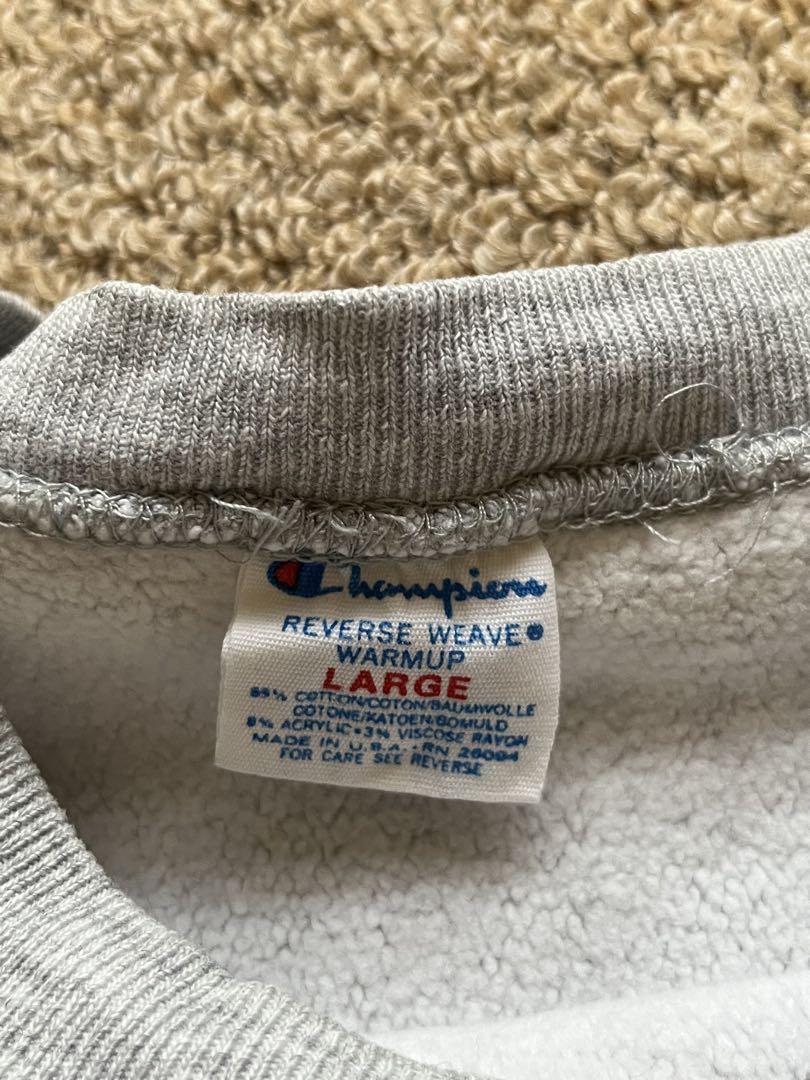 Champion
REVERSE WEAVE®
WARMUP
LARGE
89% COTTON/COTON/BAUMWOLLE
COTONE/KATOEN/BOMULD
8% ACRYLIC•3% VISCOSE RAYON
MADE IN U.S.A.-RN 26094
FOR CARE SEE REVERSE